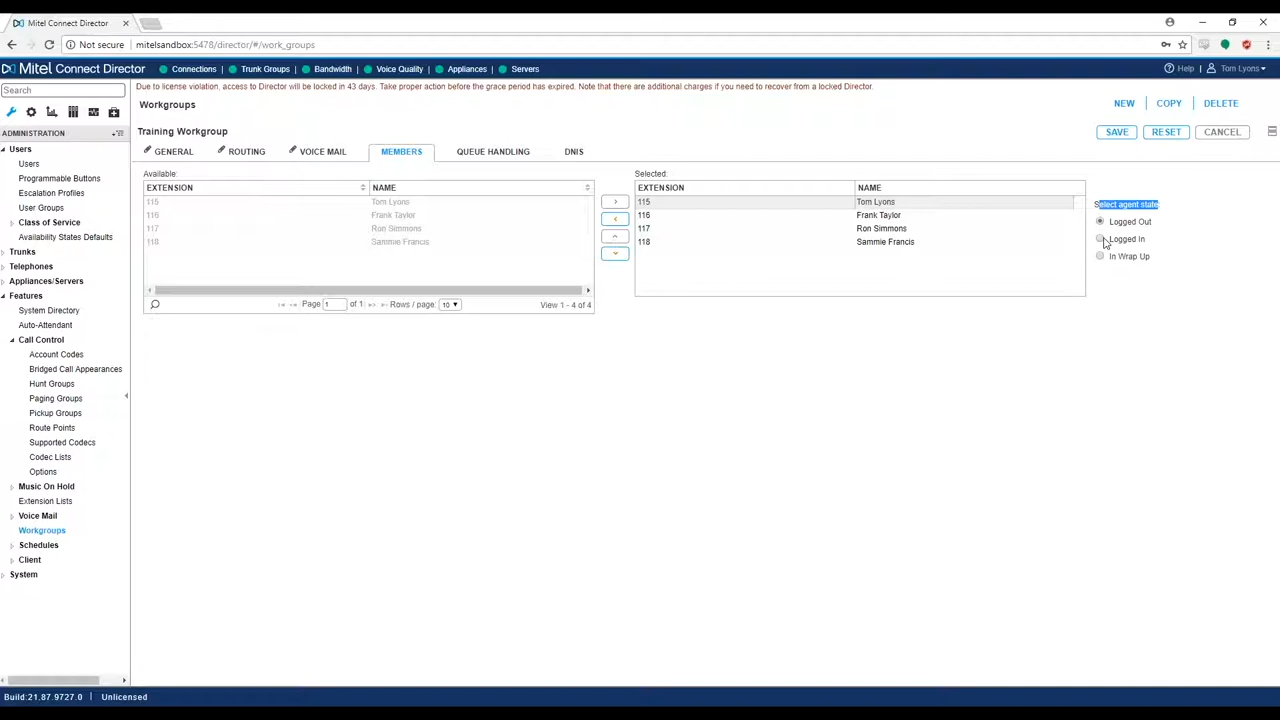 Mitel Connect Director
Not secure mitelsandbox:5478/director/#/work_groups
Mitel Connect Director Connections Trunk Groups Bandwidth Voice Quality Appliances Servers Help Tom Lyons
Search
Due to license violation, access to Director will be locked in 43 days. Take proper action before the grace period has expired. Note that there are additional charges if you need to recover from a locked Director.
Workgroups NEW COPY DELETE
Training Workgroup SAVE RESET CANCEL
GENERAL ROUTING VOICE MAIL MEMBERS QUEUE HANDLING DNIS
ADMINISTRATION
Users
Users
Programmable Buttons
Escalation Profiles
User Groups
Class of Service
Availability States Defaults
Trunks
Telephones
Appliances/Servers
Features
System Directory
Auto-Attendant
Call Control
Account Codes
Bridged Call Appearances
Hunt Groups
Paging Groups
Pickup Groups
Route Points
Supported Codecs
Codec Lists
Options
Music On Hold
Extension Lists
Voice Mail
Workgroups
Schedules
Client
System
Available:
EXTENSION NAME
115 Tom Lyons
116 Frank Taylor
117 Ron Simmons
118 Sammie Francis
Page 1 of 1 Rows / page: 10 View 1 - 4 of 4
Selected:
EXTENSION NAME
115 Tom Lyons
116 Frank Taylor
117 Ron Simmons
118 Sammie Francis
Select agent state
Logged Out
Logged In
In Wrap Up
Build:21.87.9727.0 Unlicensed